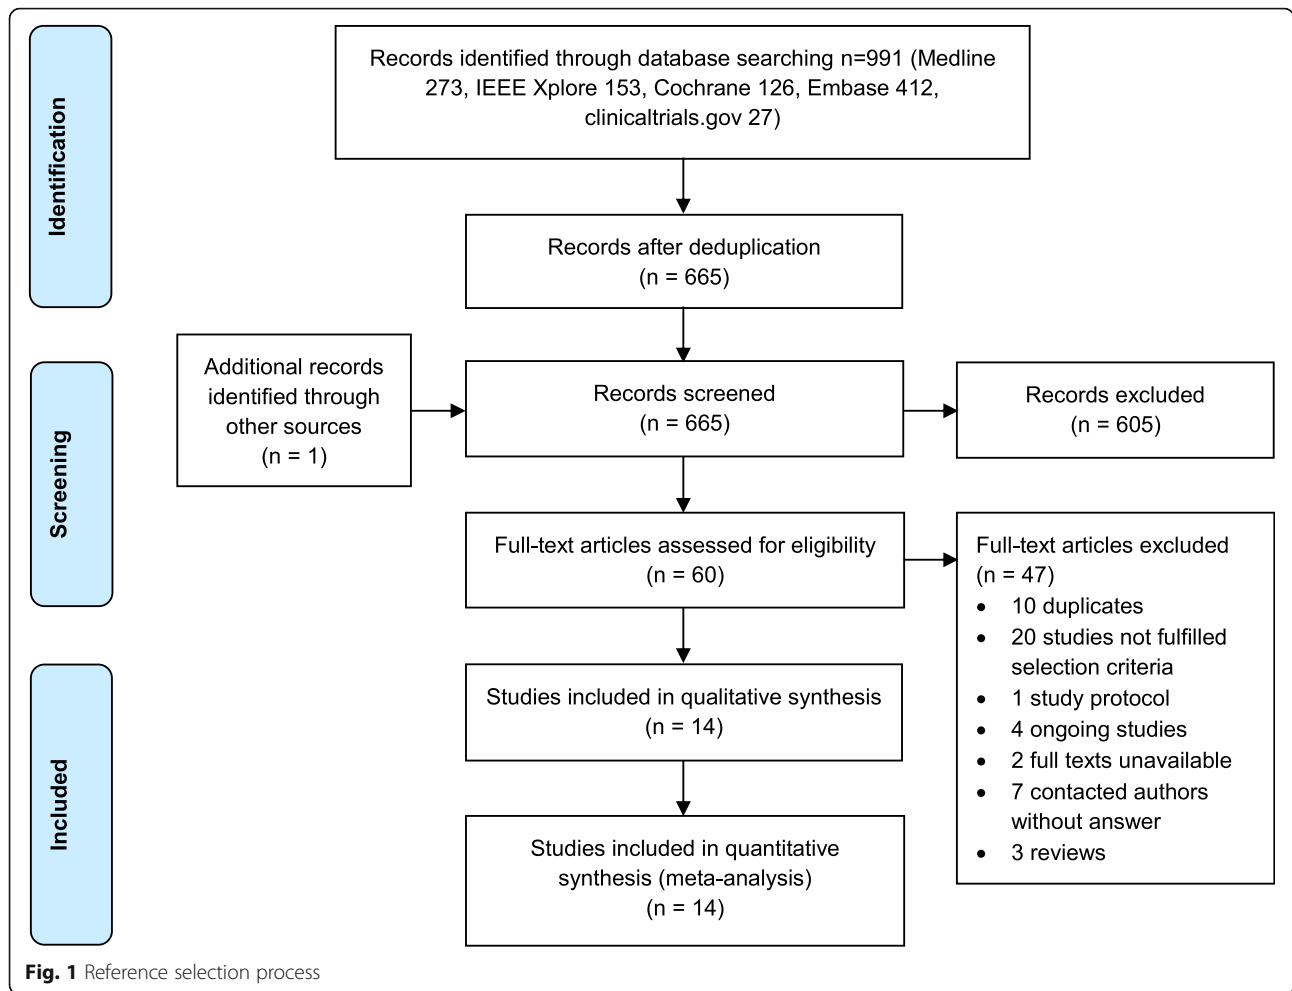 Identification
Records identified through database searching n=991 (Medline
273, IEEE Xplore 153, Cochrane 126, Embase 412,
clinicaltrials.gov 27)
Records after deduplication
(n = 665)
Screening
Additional records
identified through
other sources
(n = 1)
Records screened
(n = 665)
Records excluded
(n = 605)
Full-text articles assessed for eligibility
(n = 60)
Full-text articles excluded
(n = 47)
• 10 duplicates
• 20 studies not fulfilled
selection criteria
• 1 study protocol
• 4 ongoing studies
• 2 full texts unavailable
• 7 contacted authors
without answer
• 3 reviews
Included
Studies included in qualitative synthesis
(n = 14)
Studies included in quantitative
synthesis (meta-analysis)
(n = 14)
Fig. 1 Reference selection process